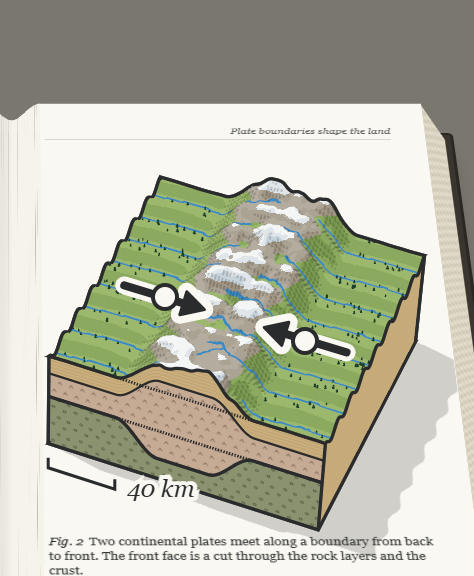 Plate boundaries shape the land
40 km
Fig. 2 Two continental plates meet along a boundary from back
to front. The front face is a cut through the rock layers and the
crust.